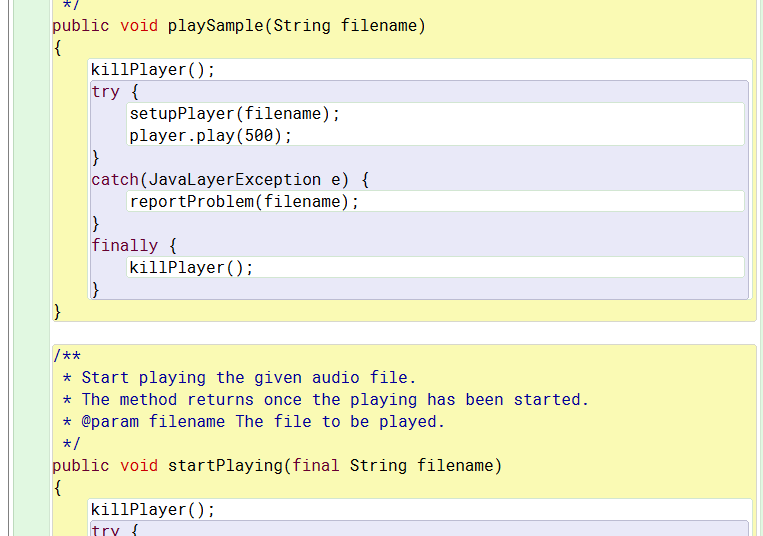 */
public void playSample(String filename)
{
killPlayer();
try {
setupPlayer(filename);
player.play(500);
}
catch(JavaLayerException e) {
reportProblem(filename);
}
finally {
killPlayer();
}
}
/**
* Start playing the given audio file.
* The method returns once the playing has been started.
* @param filename The file to be played.
*/
public void startPlaying(final String filename)
{
killPlayer();
try {